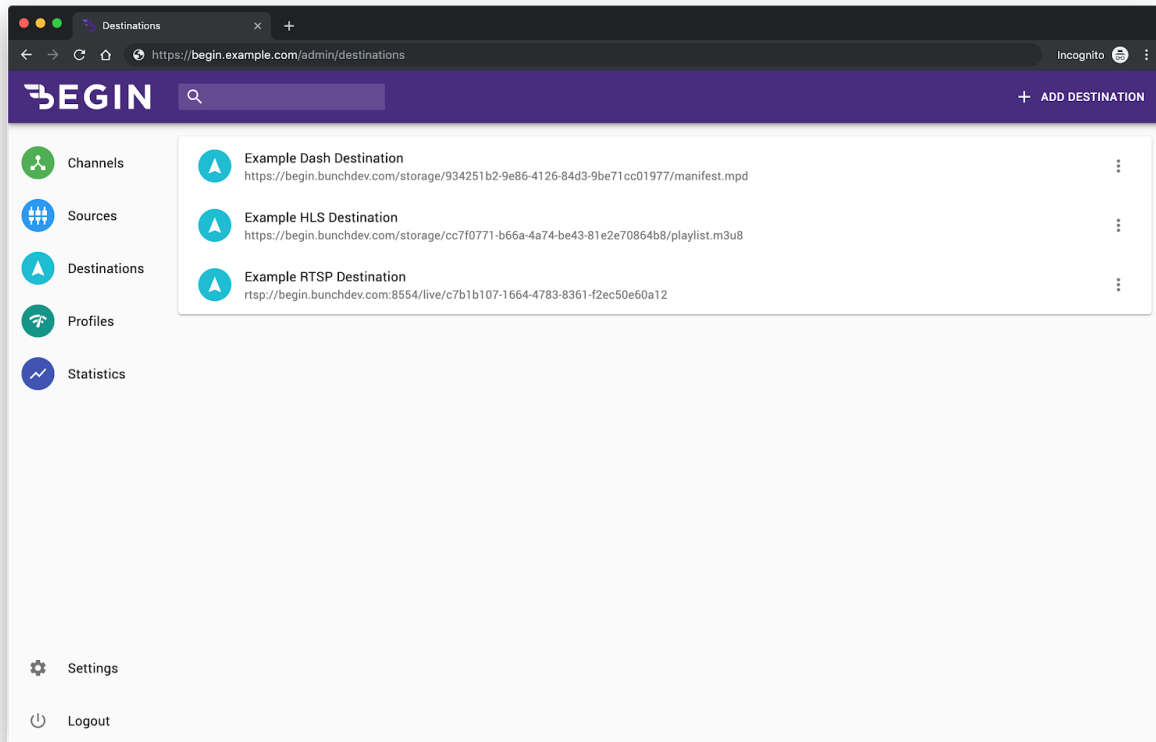 Destinations
https://begin.example.com/admin/destinations
Incognito
BEGIN
ADD DESTINATION
Channels
Sources
Destinations
Profiles
Statistics
Example Dash Destination
https://begin.bunchdev.com/storage/934251b2-9e86-4126-84d3-9be71cc01977/manifest.mpd
Example HLS Destination
https://begin.bunchdev.com/storage/cc7f0771-b66a-4a74-be43-81e2e70864b8/playlist.m3u8
Example RTSP Destination
rtsp://begin.bunchdev.com:8554/live/c7b1b107-1664-4783-8361-f2ec50e60a12
Settings
Logout